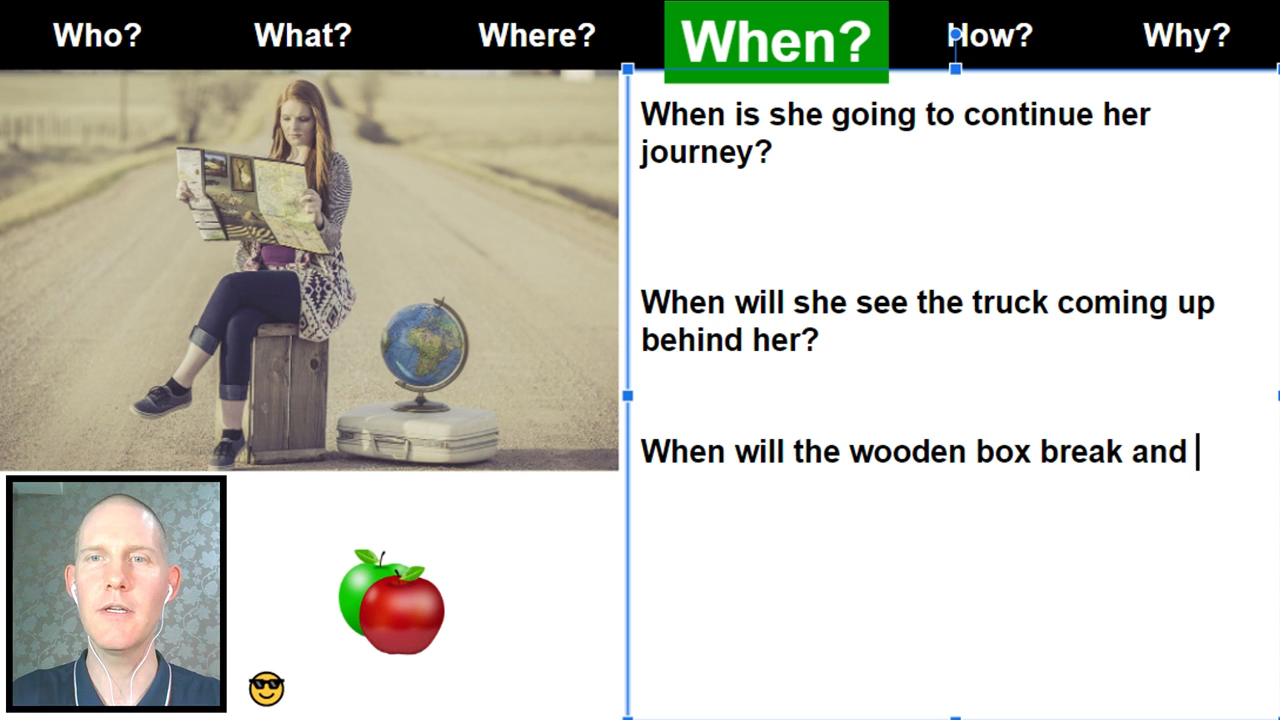 Who? What? Where? When? How? Why?
When is she going to continue her
journey?
When will she see the truck coming up
behind her?
When will the wooden box break and